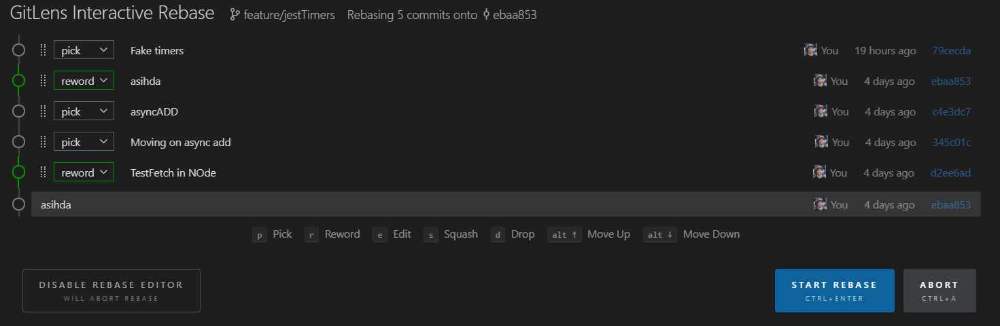 GitLens Interactive Rebase feature/jestTimers Rebasing 5 commits onto ebaa853
pick Fake timers You 19 hours ago 79cecda
reword asihda You 4 days ago ebaa853
pick asyncADD You 4 days ago c4e3dc7
pick Moving on async add You 4 days ago 345c01c
reword TestFetch in NOde You 4 days ago d2ee6ad
asihda You 4 days ago ebaa853
p Pick r Reword e Edit s Squash d Drop alt ↑ Move Up alt ↓ Move Down
DISABLE REBASE EDITOR START REBASE ABORT
WILL ABORT REBASE CTRL+ENTER CTRL+A